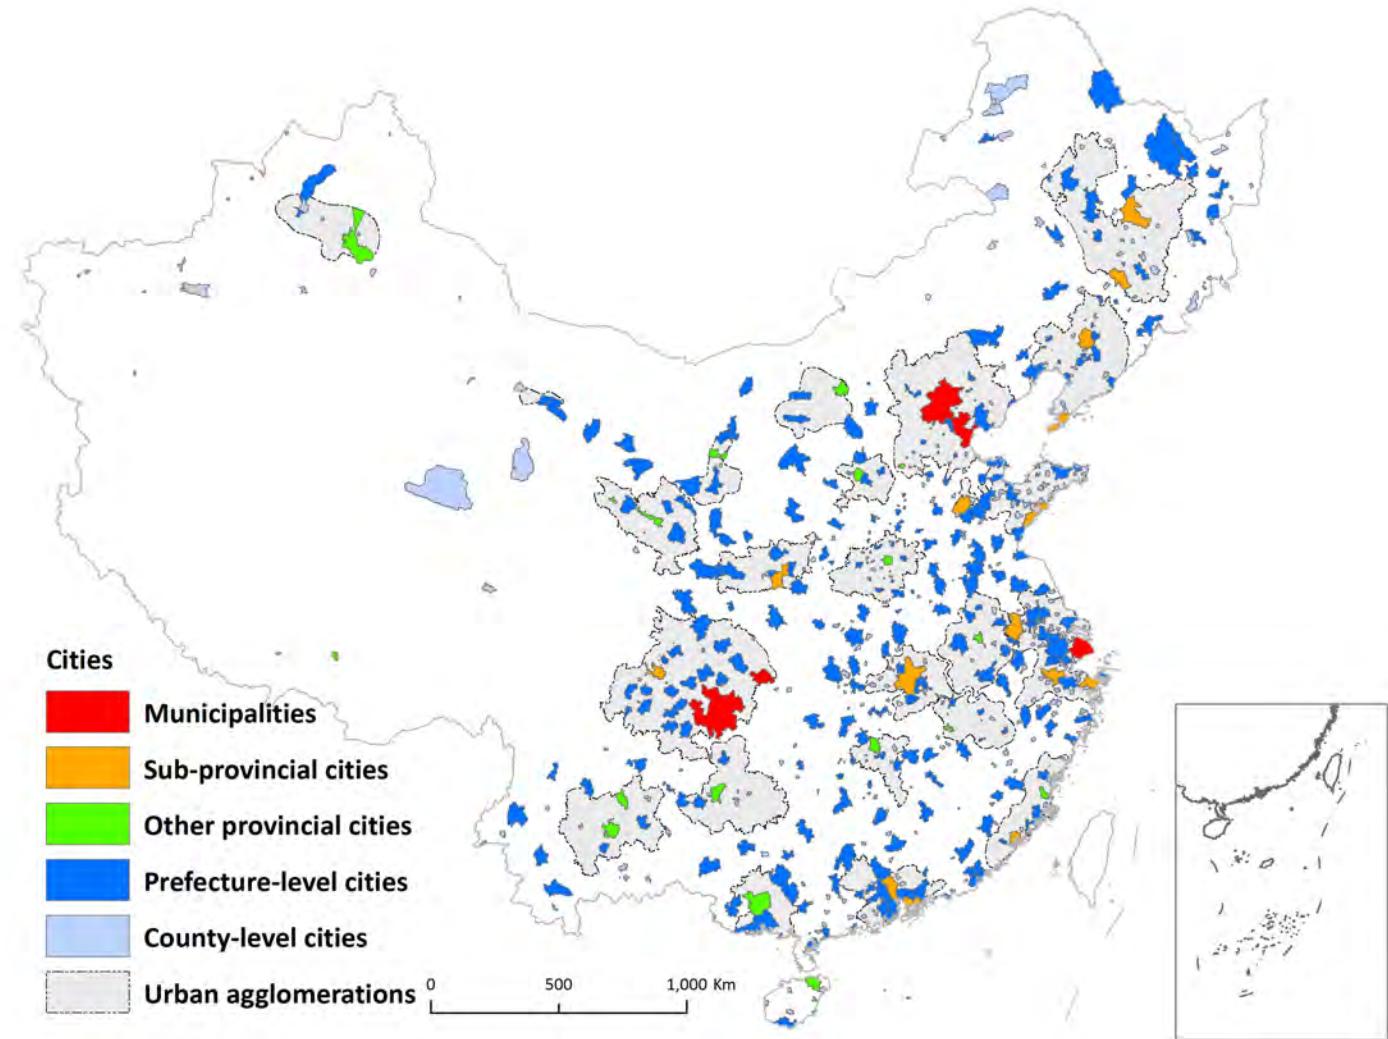 Cities
Municipalities
Sub-provincial cities
Other provincial cities
Prefecture-level cities
County-level cities
Urban agglomerations
0 500 1,000 Km